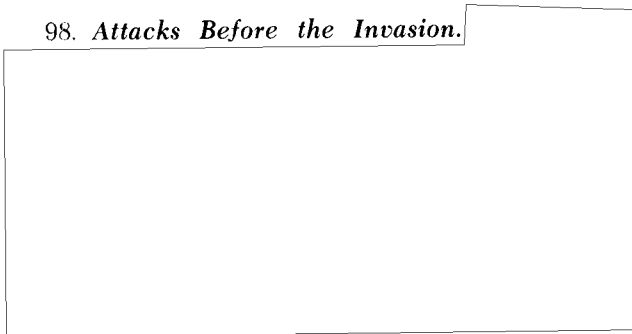 98. Attacks Before the Invasion.